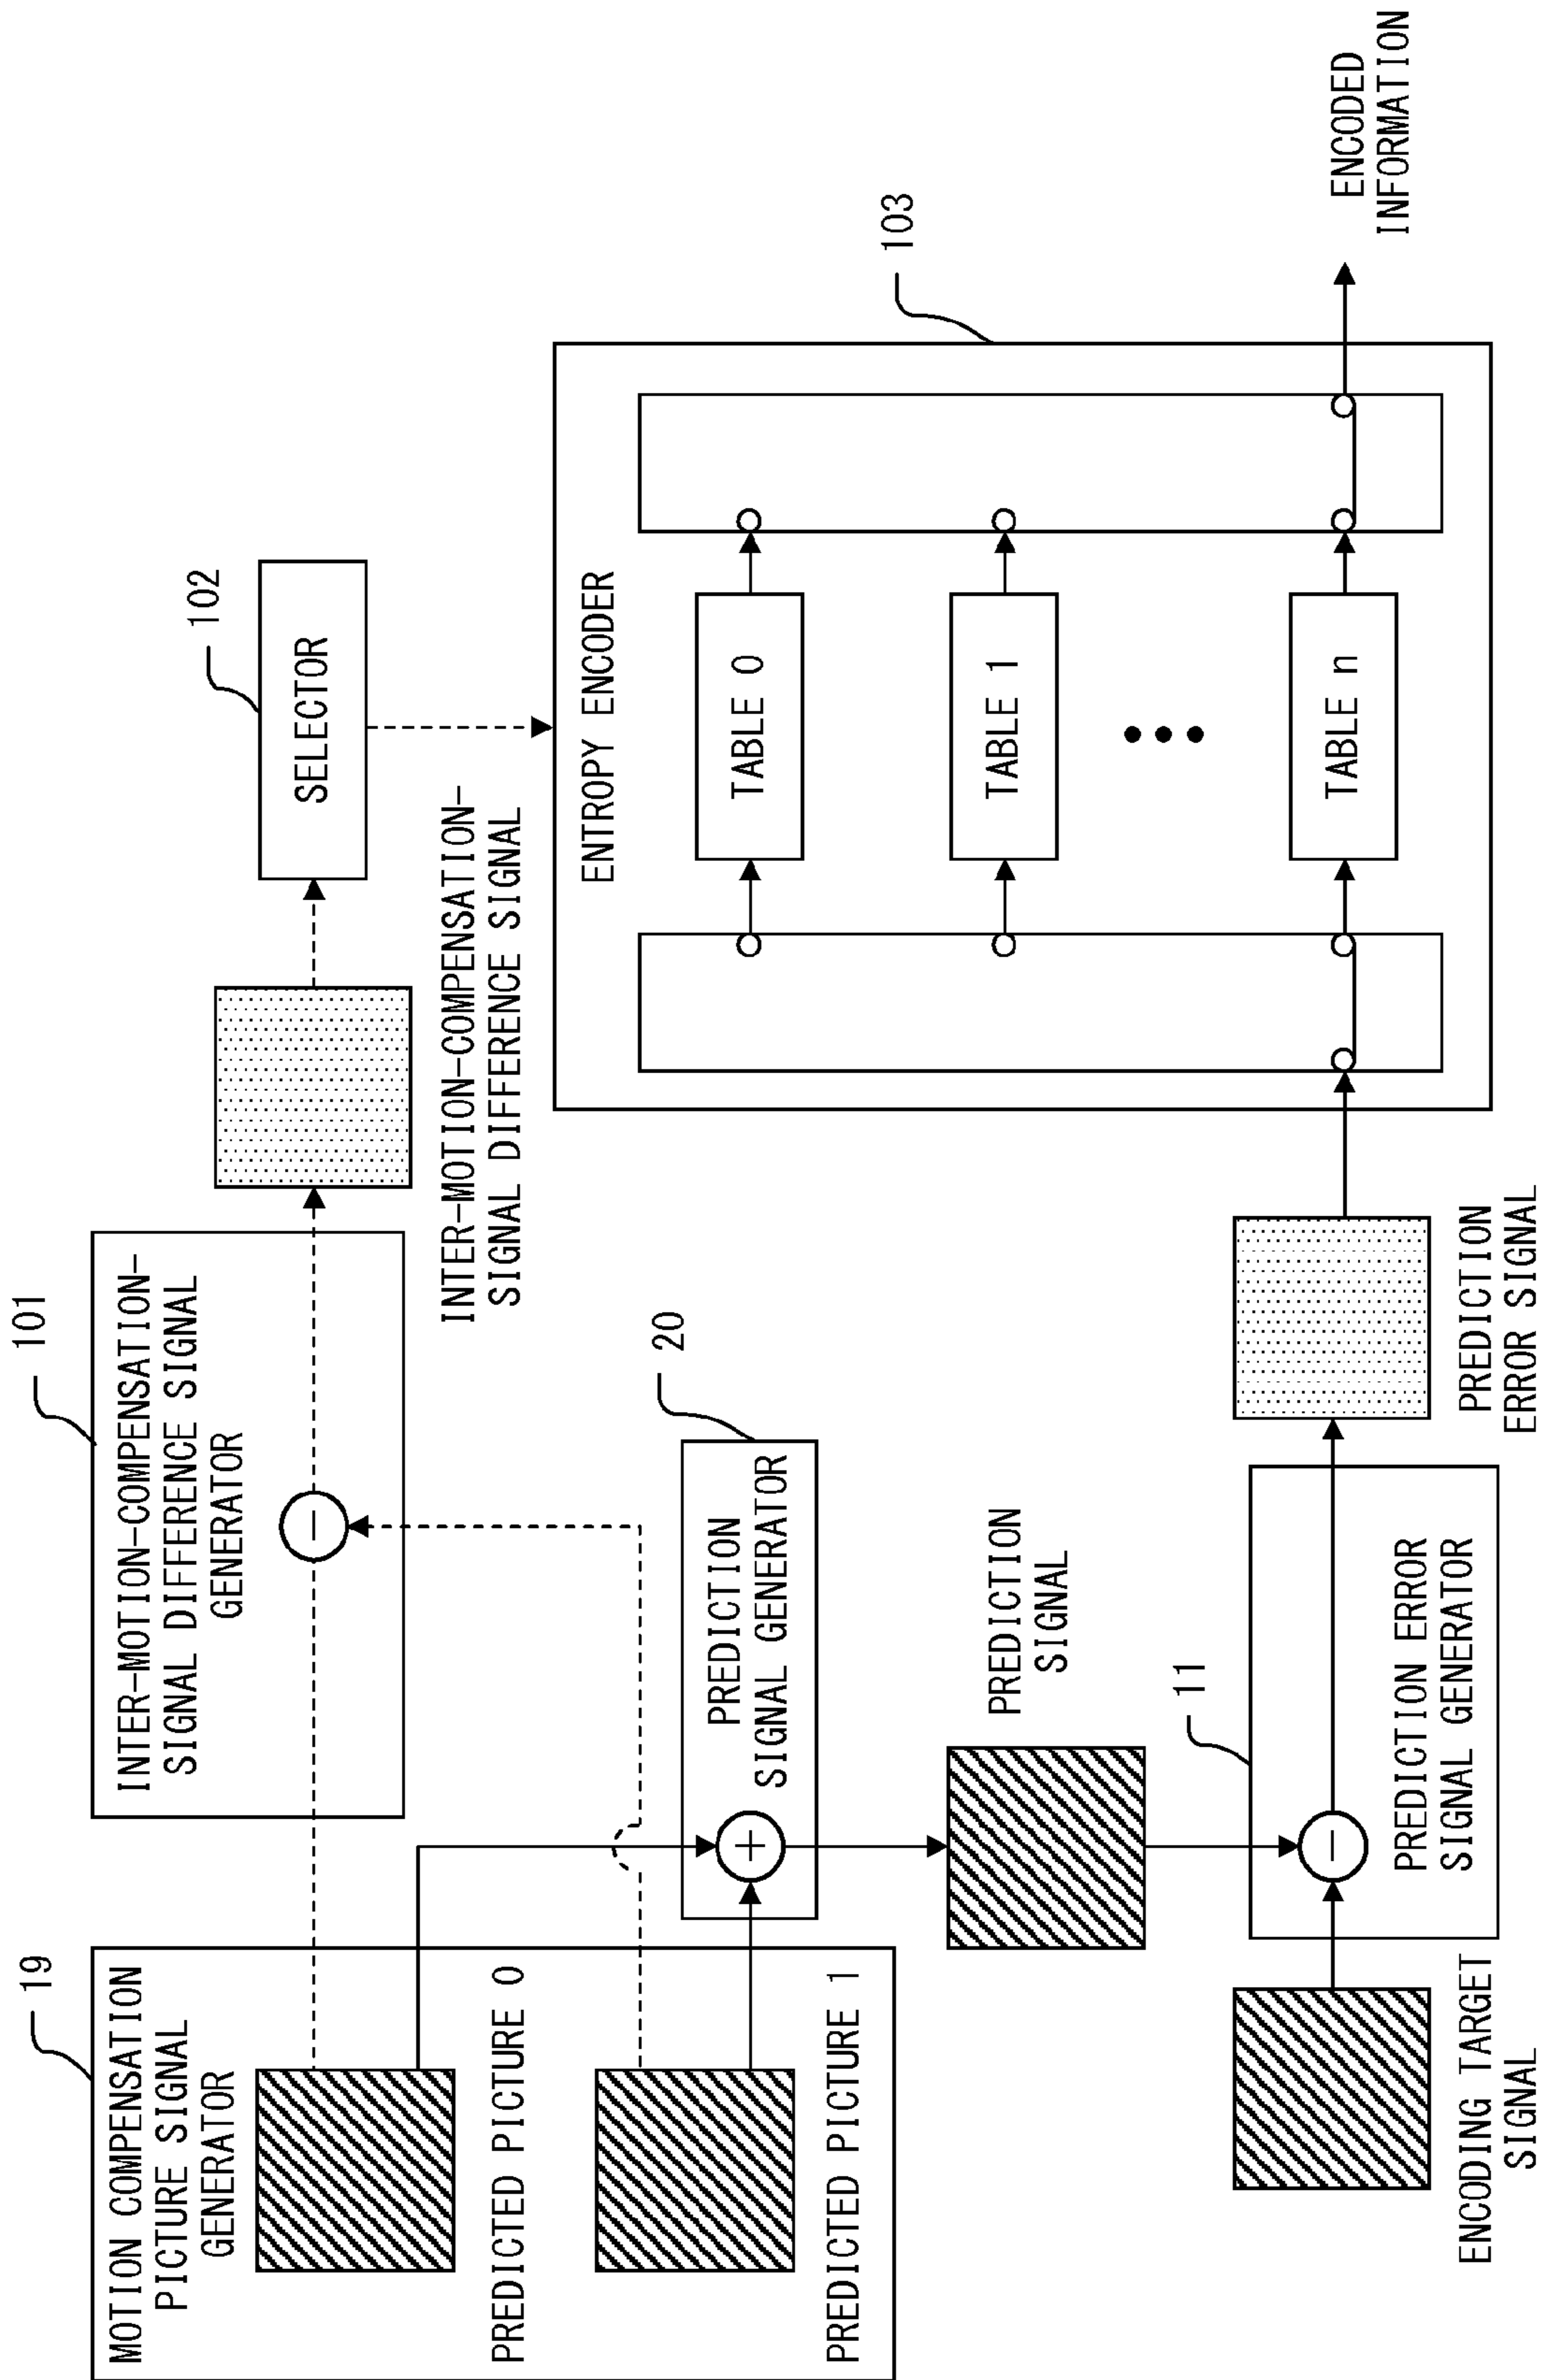 19
MOTION COMPENSATION
PICTURE SIGNAL
GENERATOR
PREDICTED PICTURE 0
PREDICTED PICTURE 1
101
INTER-MOTION-COMPENSATION-
SIGNAL DIFFERENCE SIGNAL
GENERATOR
−
INTER-MOTION-COMPENSATION-
SIGNAL DIFFERENCE SIGNAL
102
SELECTOR
20
PREDICTION
SIGNAL GENERATOR
+
PREDICTION
SIGNAL
ENCODING TARGET
SIGNAL
11
−
PREDICTION ERROR
SIGNAL GENERATOR
PREDICTION
ERROR SIGNAL
103
ENTROPY ENCODER
TABLE 0
TABLE 1
•••
TABLE n
ENCODED
INFORMATION